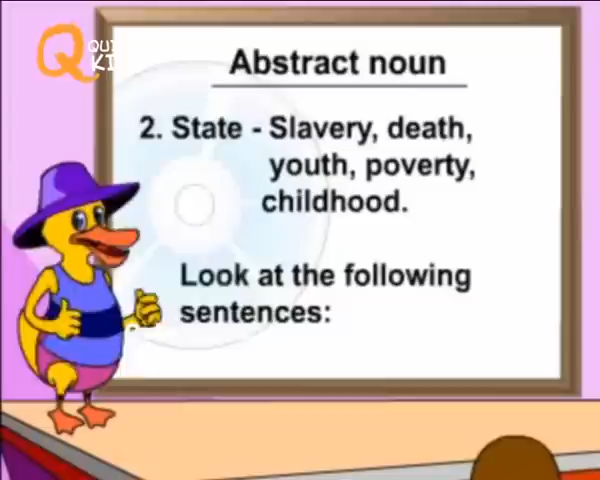 Abstract noun
2. State - Slavery, death,
youth, poverty,
childhood.
Look at the following
sentences: